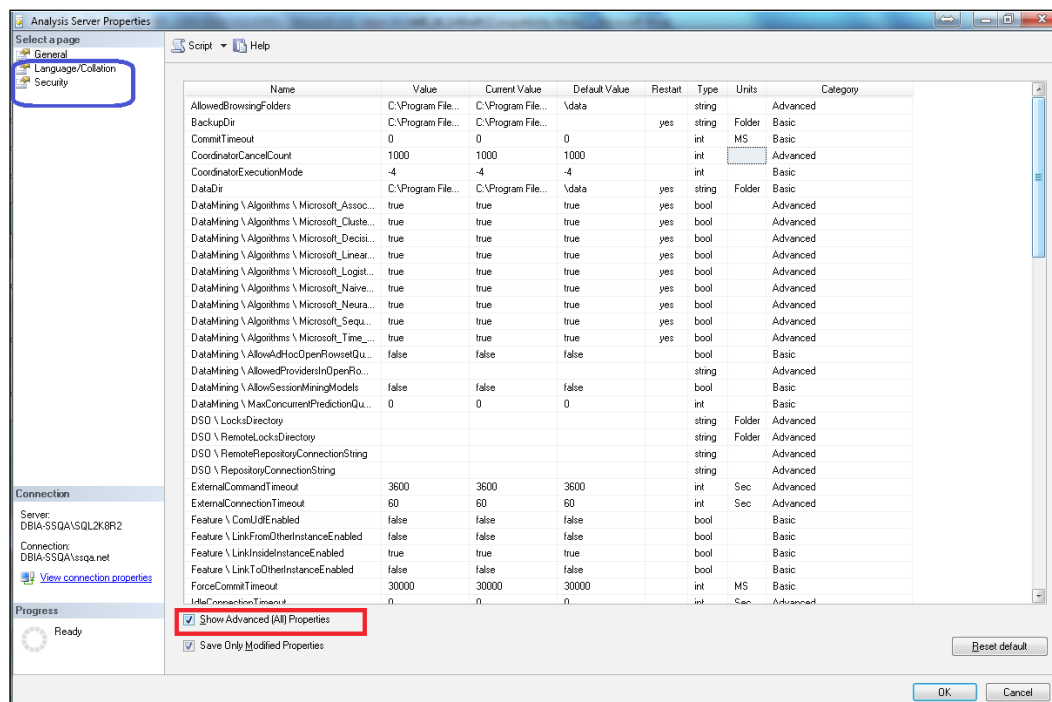 Analysis Server Properties
Select a page
General
Language/Collation
Security
Script Help
Name Value Current Value Default Value Restart Type Units Category
AllowedBrowsingFolders C:\Program File... C:\Program File... \data string Advanced
BackupDir C:\Program File... C:\Program File... yes string Folder Basic
CommitTimeout 0 0 0 int MS Basic
CoordinatorCancelCount 1000 1000 1000 int Advanced
CoordinatorExecutionMode -4 -4 -4 int Basic
DataDir C:\Program File... C:\Program File... \data yes string Folder Basic
DataMining \ Algorithms \ Microsoft_Assoc... true true true yes bool Advanced
DataMining \ Algorithms \ Microsoft_Cluste... true true true yes bool Advanced
DataMining \ Algorithms \ Microsoft_Decisi... true true true yes bool Advanced
DataMining \ Algorithms \ Microsoft_Linear... true true true yes bool Advanced
DataMining \ Algorithms \ Microsoft_Logist... true true true yes bool Advanced
DataMining \ Algorithms \ Microsoft_Naive... true true true yes bool Advanced
DataMining \ Algorithms \ Microsoft_Neura... true true true yes bool Advanced
DataMining \ Algorithms \ Microsoft_Sequ... true true true yes bool Advanced
DataMining \ Algorithms \ Microsoft_Time_... true true true yes bool Advanced
DataMining \ AllowAdHocOpenRowsetQu... false false false bool Basic
DataMining \ AllowedProvidersInOpenRo... string Advanced
DataMining \ AllowSessionMiningModels false false false bool Basic
DataMining \ MaxConcurrentPredictionQu... 0 0 0 int Basic
DSO \ LocksDirectory string Folder Advanced
DSO \ RemoteLocksDirectory string Folder Advanced
DSO \ RemoteRepositoryConnectionString string Advanced
DSO \ RepositoryConnectionString string Advanced
ExternalCommandTimeout 3600 3600 3600 int Sec Advanced
ExternalConnectionTimeout 60 60 60 int Sec Advanced
Feature \ ComUdfEnabled false false false bool Basic
Feature \ LinkFromOtherInstanceEnabled false false false bool Basic
Feature \ LinkInsideInstanceEnabled true true true bool Basic
Feature \ LinkToOtherInstanceEnabled false false false bool Basic
ForceCommitTimeout 30000 30000 30000 int MS Basic
IdleConnectionTimeout 0 0 0 int Sec Advanced
Connection
Server:
DBIA-SSQA\SQL2K8R2
Connection:
DBIA-SSQA\ssqa.net
View connection properties
Progress
Ready
Show Advanced (All) Properties
Save Only Modified Properties
Reset default
OK Cancel